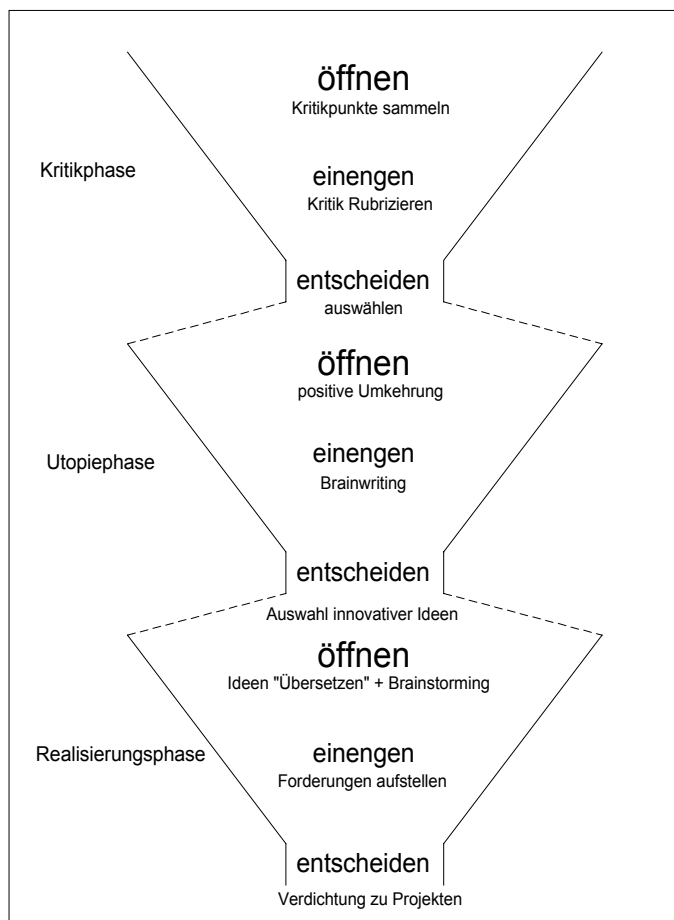 öffnen
Kritikpunkte sammeln
Kritikphase
einengen
Kritik Rubrizieren
entscheiden
auswählen
öffnen
positive Umkehrung
Utopiephase
einengen
Brainwriting
entscheiden
Auswahl innovativer Ideen
öffnen
Ideen "Übersetzen" + Brainstorming
Realisierungsphase
einengen
Forderungen aufstellen
entscheiden
Verdichtung zu Projekten